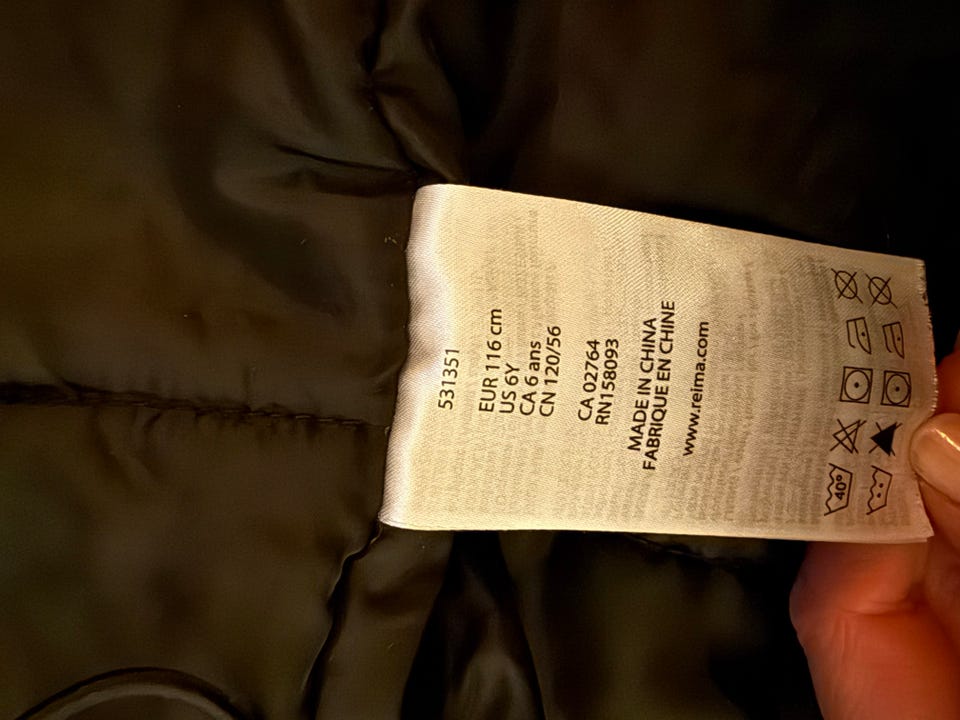 531351
EUR 116 cm
US 6Y
CA 6 ans
CN 120/56
CA 02764
RN158093
MADE IN CHINA
FABRIQUE EN CHINE
www.reima.com
40°